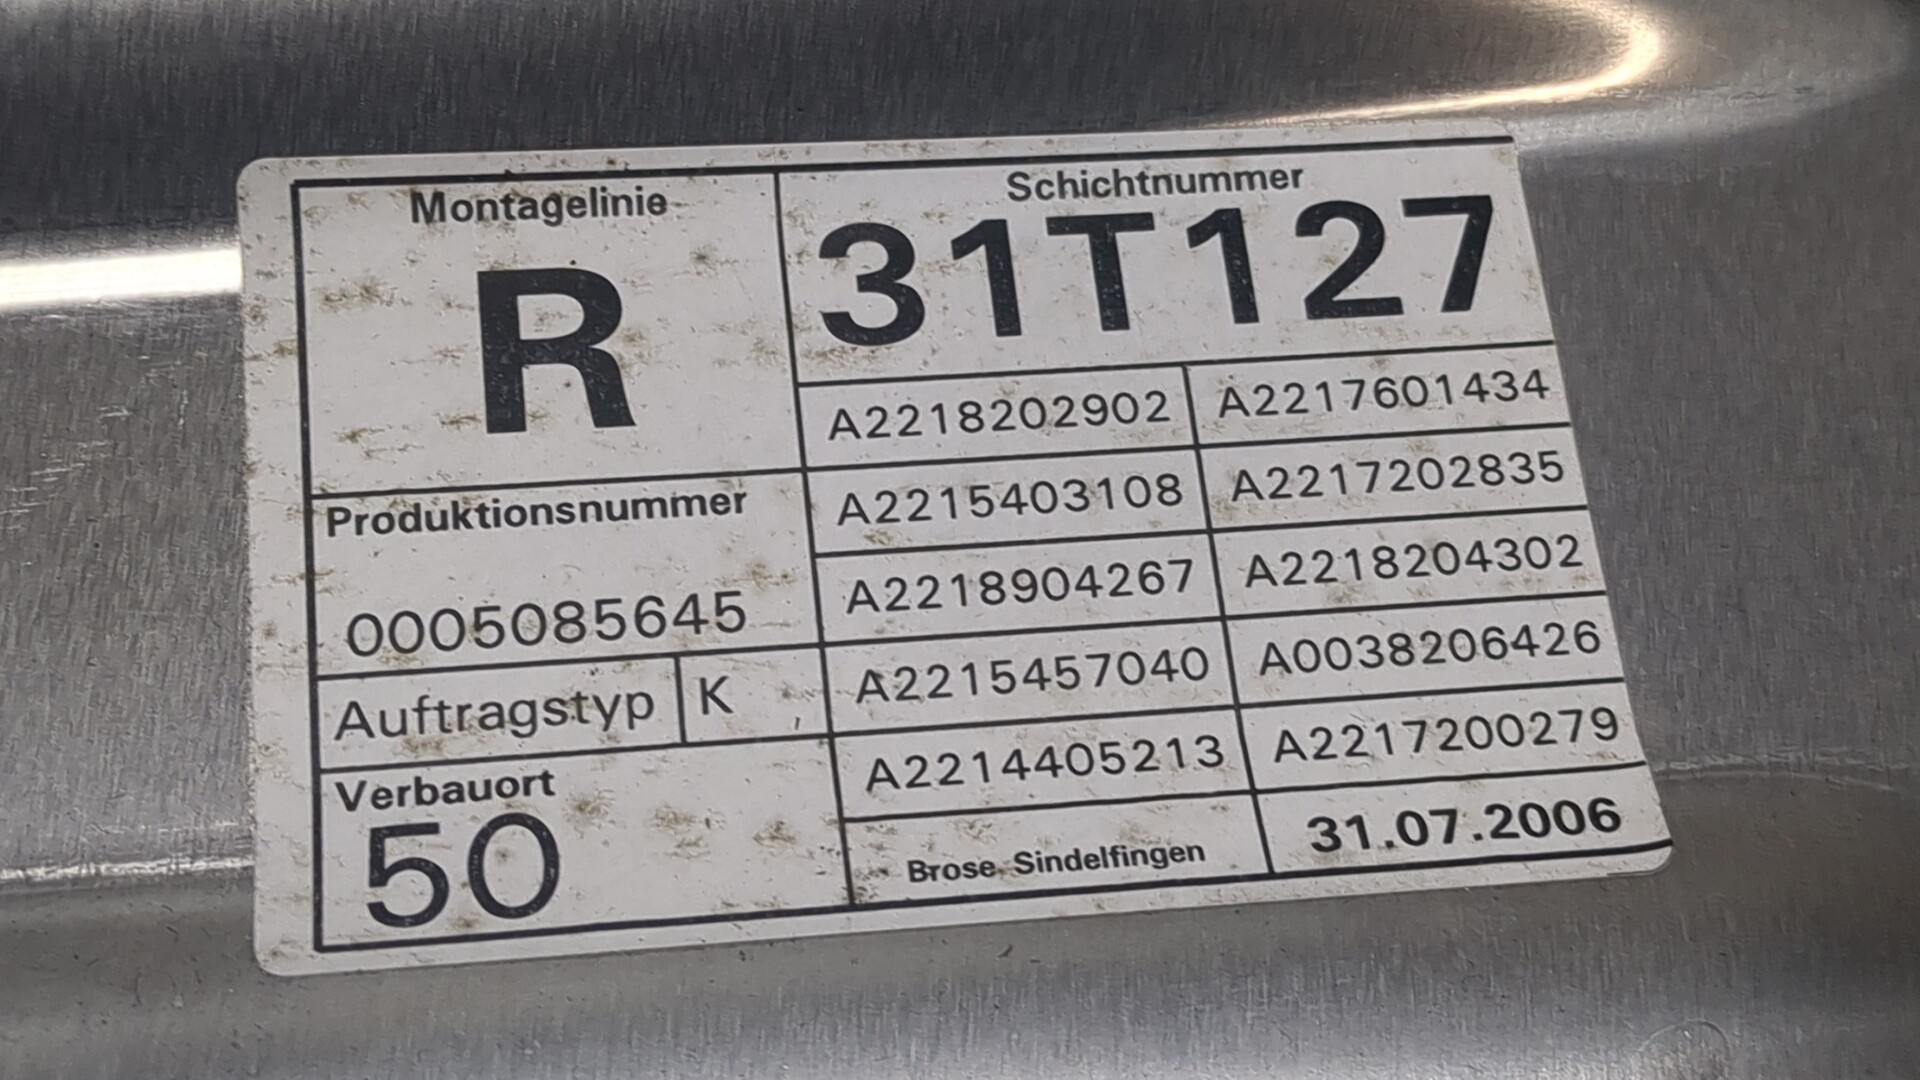 Montagelinie
R
Schichtnummer
31T127
Produktionsnummer
0005085645
Auftragstyp K
Verbauort
50
A2218202902 A2217601434
A2215403108 A2217202835
A2218904267 A2218204302
A2215457040 A0038206426
A2214405213 A2217200279
Brose Sindelfingen 31.07.2006